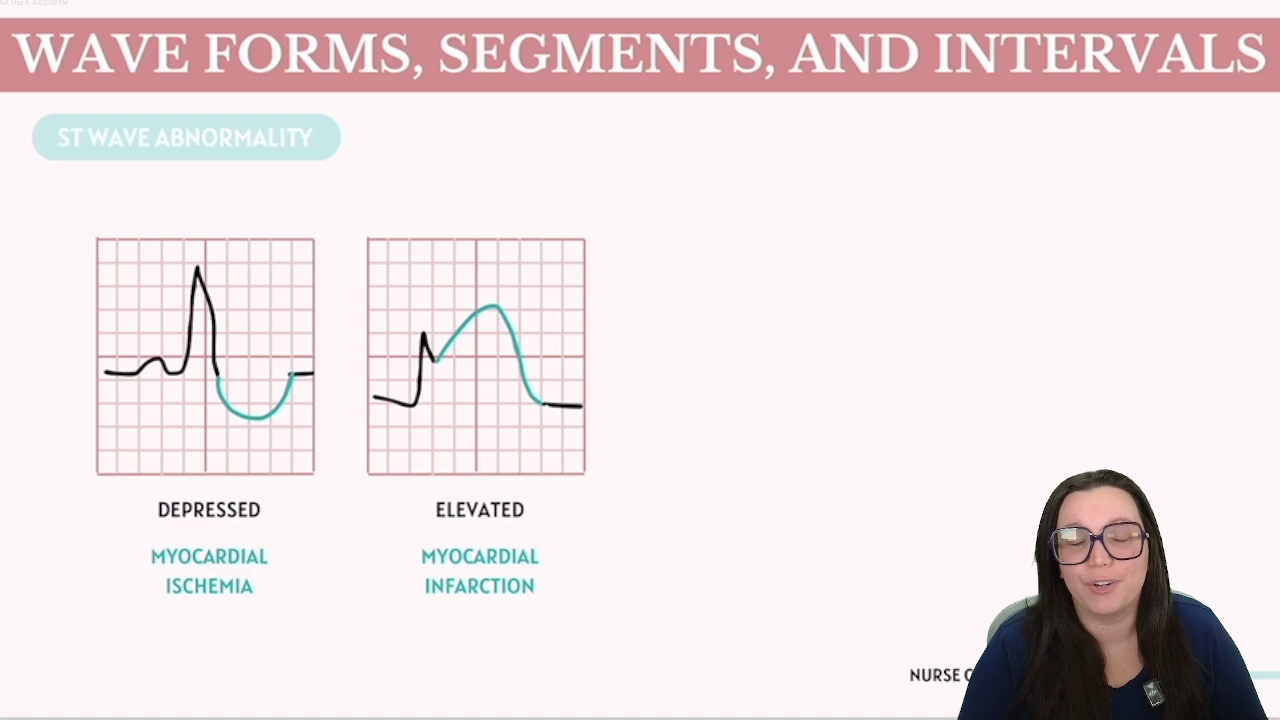 WAVE FORMS, SEGMENTS, AND INTERVALS
ST WAVE ABNORMALITY
DEPRESSED
ELEVATED
MYOCARDIAL
ISCHEMIA
MYOCARDIAL
INFARCTION
NURSE